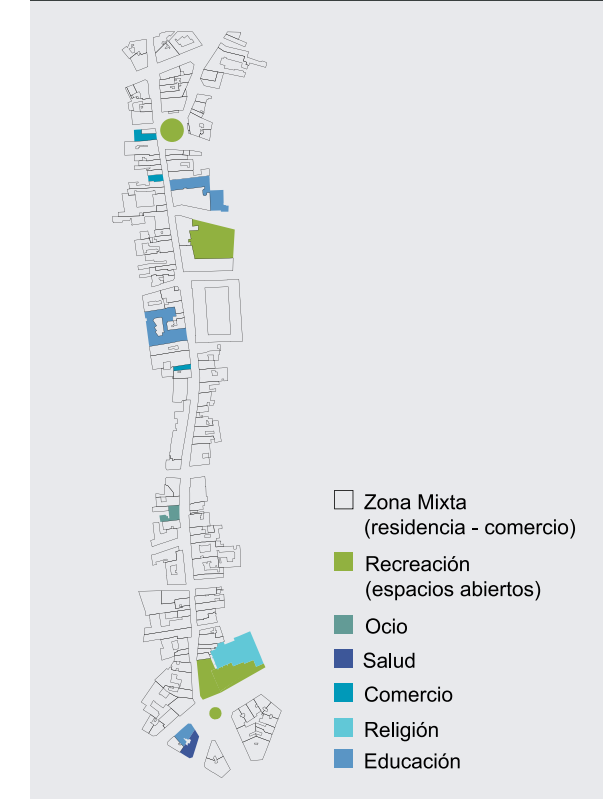 Zona Mixta
(residencia - comercio)
Recreación
(espacios abiertos)
Ocio
Salud
Comercio
Religión
Educación